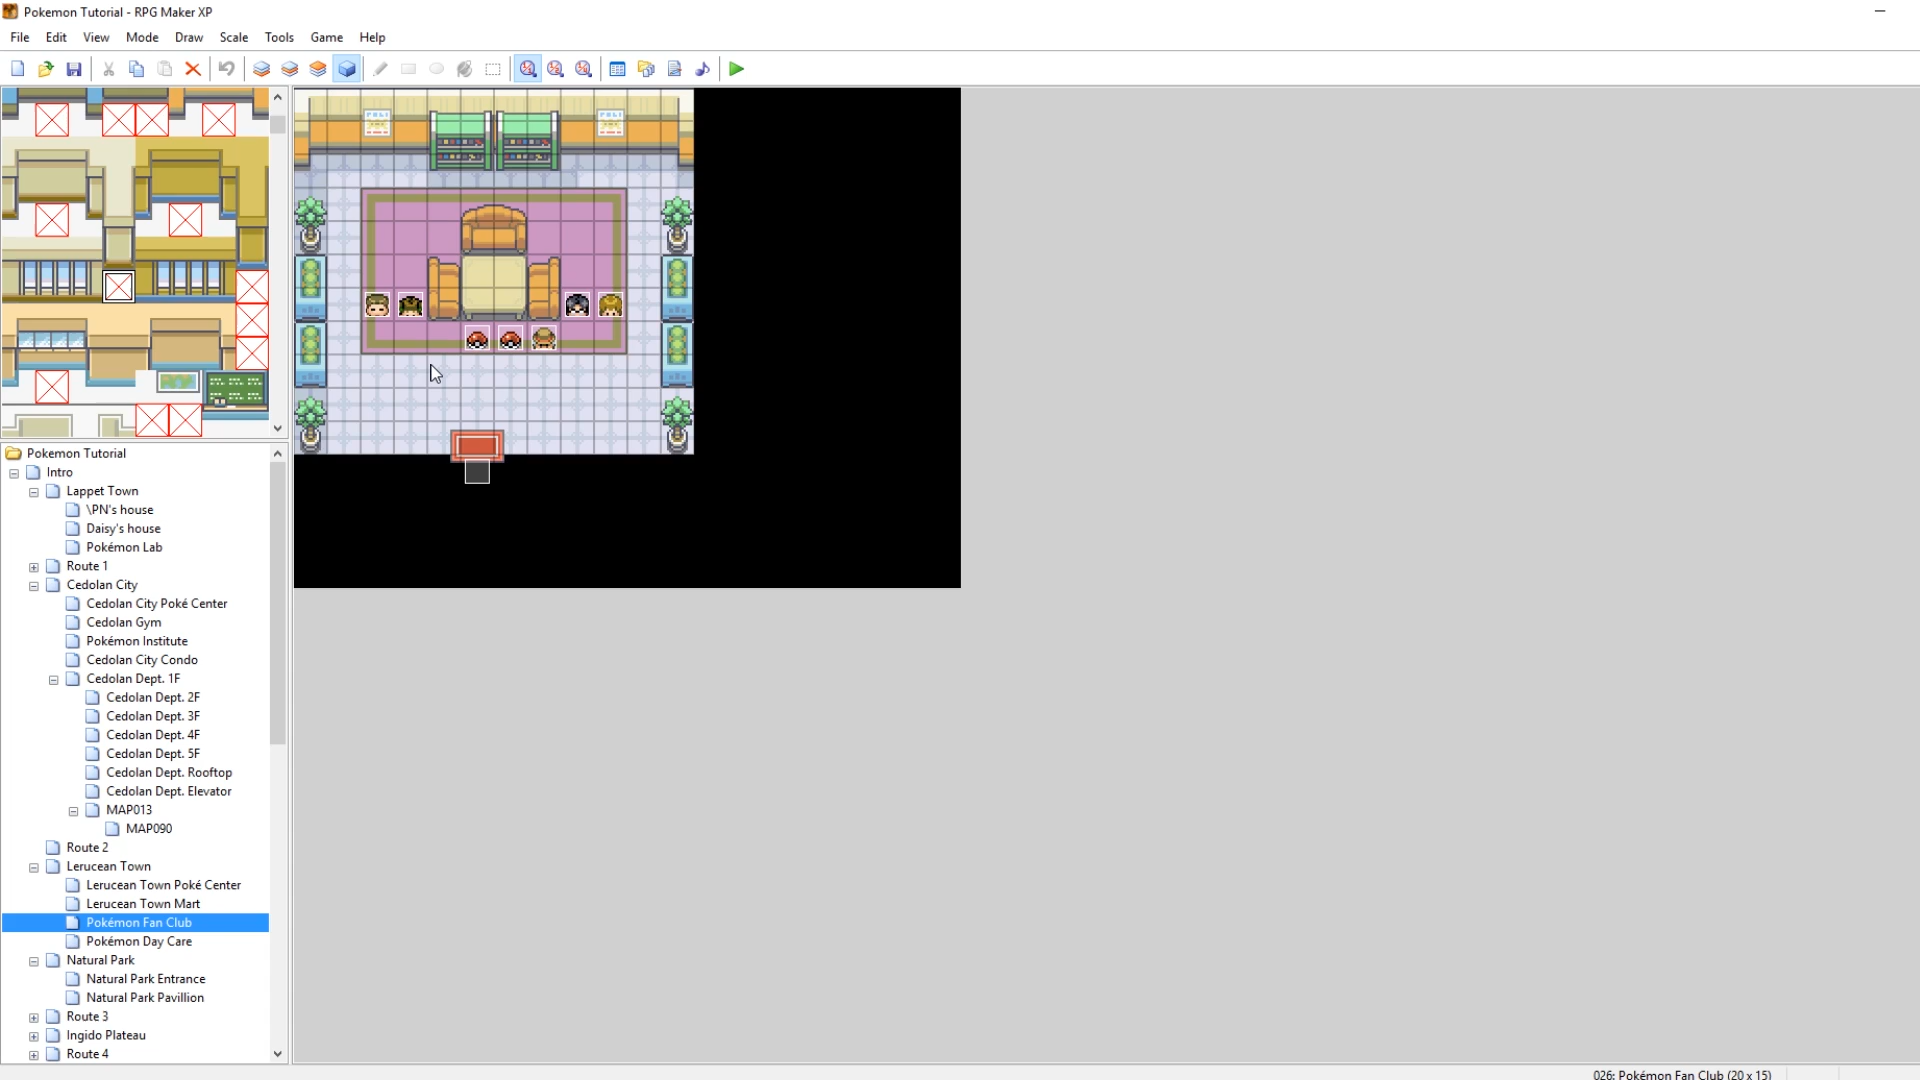 Pokemon Tutorial - RPG Maker XP
File Edit View Mode Draw Scale Tools Game Help
Pokemon Tutorial
Intro
Lappet Town
\PN's house
Daisy's house
Pokémon Lab
Route 1
Cedolan City
Cedolan City Poké Center
Cedolan Gym
Pokémon Institute
Cedolan City Condo
Cedolan Dept. 1F
Cedolan Dept. 2F
Cedolan Dept. 3F
Cedolan Dept. 4F
Cedolan Dept. 5F
Cedolan Dept. Rooftop
Cedolan Dept. Elevator
MAP013
MAP090
Route 2
Lerucean Town
Lerucean Town Poké Center
Lerucean Town Mart
Pokémon Fan Club
Pokémon Day Care
Natural Park
Natural Park Entrance
Natural Park Pavillion
Route 3
Ingido Plateau
Route 4
026: Pokémon Fan Club (20 x 15)